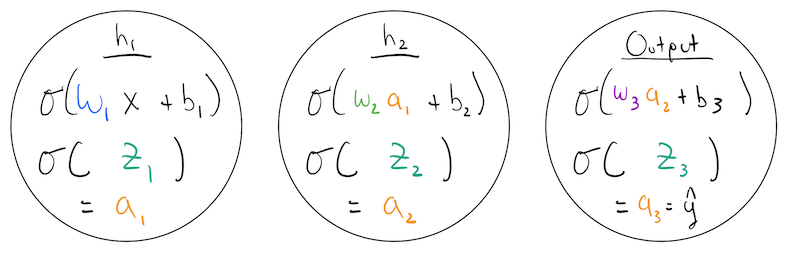 h₁
σ(w₁ x + b₁)
σ( z₁ )
= a₁
h₂
σ(w₂ a₁ + b₂)
σ( z₂ )
= a₂
Output
σ(w₃ a₂ + b₃)
σ( z₃ )
= a₃ = ŷ